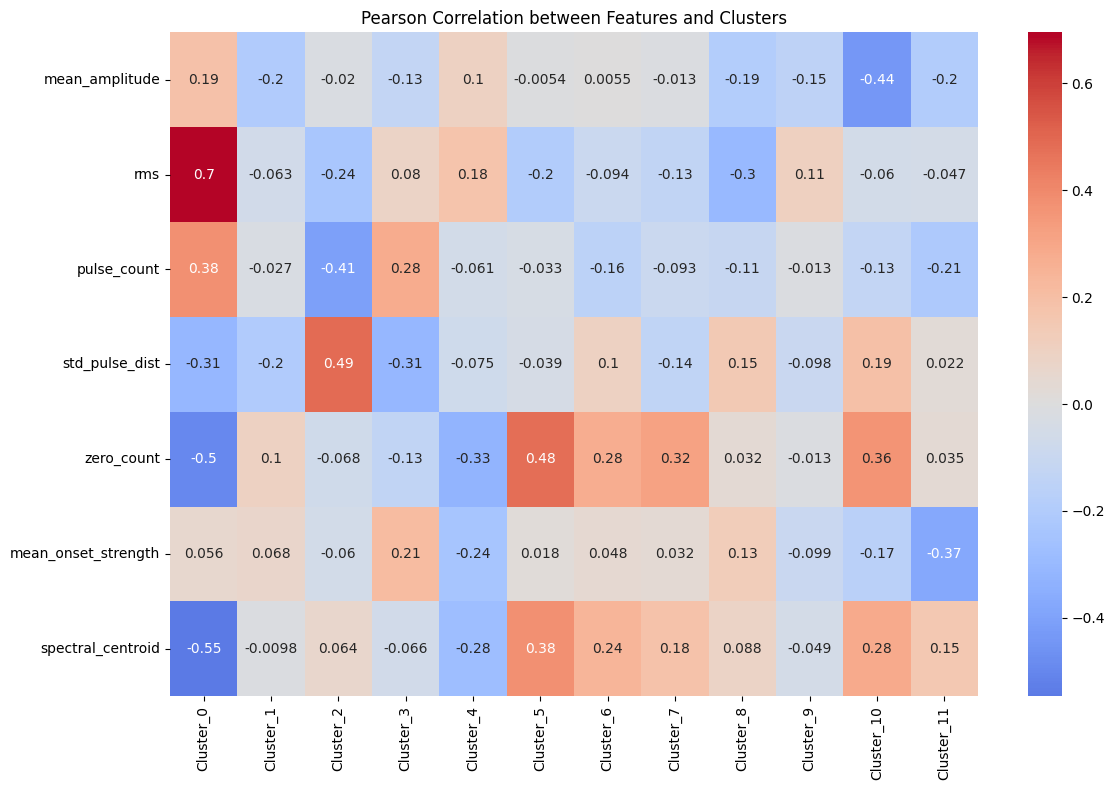 Pearson Correlation between Features and Clusters
mean_amplitude 0.19 -0.2 -0.02 -0.13 0.1 -0.0054 0.0055 -0.013 -0.19 -0.15 -0.44 -0.2
rms 0.7 -0.063 -0.24 0.08 0.18 -0.2 -0.094 -0.13 -0.3 0.11 -0.06 -0.047
pulse_count 0.38 -0.027 -0.41 0.28 -0.061 -0.033 -0.16 -0.093 -0.11 -0.013 -0.13 -0.21
std_pulse_dist -0.31 -0.2 0.49 -0.31 -0.075 -0.039 0.1 -0.14 0.15 -0.098 0.19 0.022
zero_count -0.5 0.1 -0.068 -0.13 -0.33 0.48 0.28 0.32 0.032 -0.013 0.36 0.035
mean_onset_strength 0.056 0.068 -0.06 0.21 -0.24 0.018 0.048 0.032 0.13 -0.099 -0.17 -0.37
spectral_centroid -0.55 -0.0098 0.064 -0.066 -0.28 0.38 0.24 0.18 0.088 -0.049 0.28 0.15
Cluster_0 Cluster_1 Cluster_2 Cluster_3 Cluster_4 Cluster_5 Cluster_6 Cluster_7 Cluster_8 Cluster_9 Cluster_10 Cluster_11
0.6
0.4
0.2
0.0
−0.2
−0.4